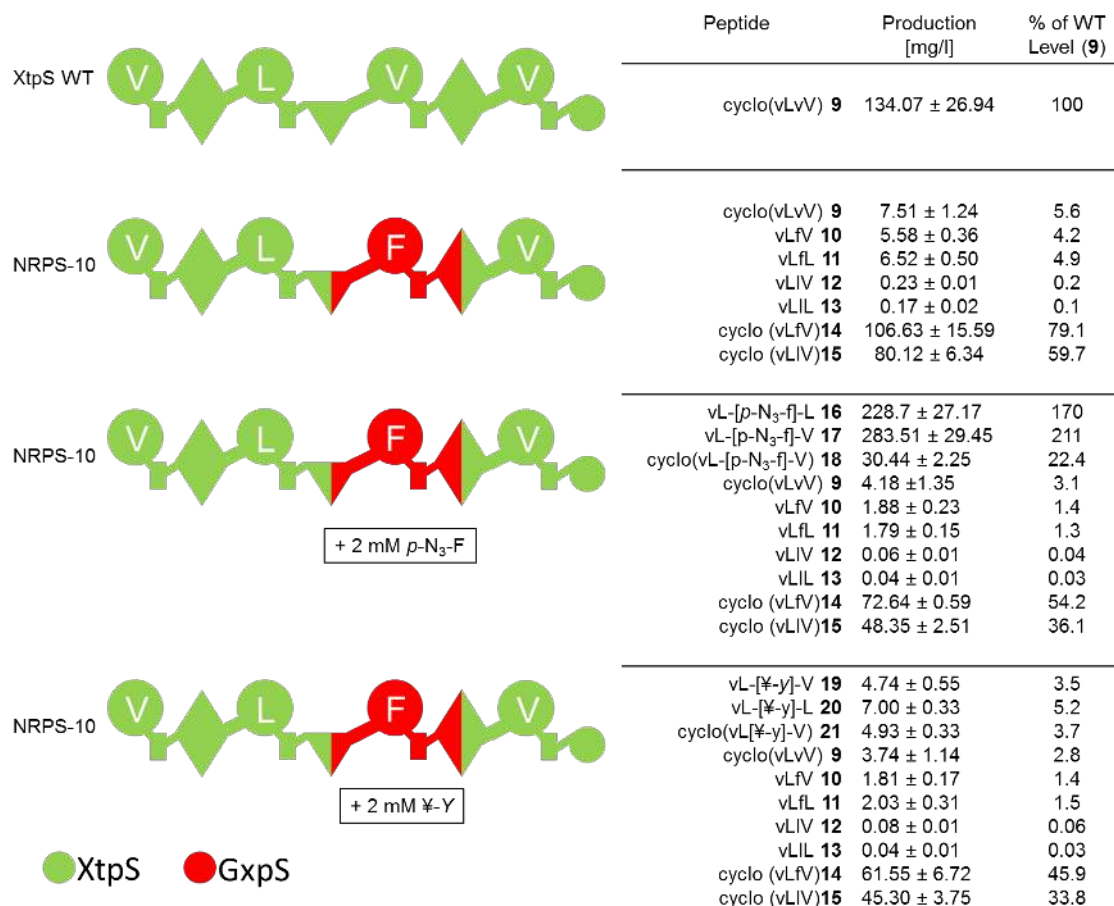 Peptide Production % of WT
[mg/l] Level (9)
XtpS WT
V L V V
cyclo(vLvV) 9 134.07 ± 26.94 100
NRPS-10
V L F V
cyclo(vLvV) 9 7.51 ± 1.24 5.6
vLfV 10 5.58 ± 0.36 4.2
vLfL 11 6.52 ± 0.50 4.9
vLlV 12 0.23 ± 0.01 0.2
vLlL 13 0.17 ± 0.02 0.1
cyclo (vLfV)14 106.63 ± 15.59 79.1
cyclo (vLlV)15 80.12 ± 6.34 59.7
NRPS-10
V L F V
+ 2 mM p-N3-F
vL-[p-N3-f]-L 16 228.7 ± 27.17 170
vL-[p-N3-f]-V 17 283.51 ± 29.45 211
cyclo(vL-[p-N3-f]-V) 18 30.44 ± 2.25 22.4
cyclo(vLvV) 9 4.18 ±1.35 3.1
vLfV 10 1.88 ± 0.23 1.4
vLfL 11 1.79 ± 0.15 1.3
vLlV 12 0.06 ± 0.01 0.04
vLlL 13 0.04 ± 0.01 0.03
cyclo (vLfV)14 72.64 ± 0.59 54.2
cyclo (vLlV)15 48.35 ± 2.51 36.1
NRPS-10
V L F V
+ 2 mM ¥-Y
vL-[¥-y]-V 19 4.74 ± 0.55 3.5
vL-[¥-y]-L 20 7.00 ± 0.33 5.2
cyclo(vL[¥-y]-V) 21 4.93 ± 0.33 3.7
cyclo(vLvV) 9 3.74 ± 1.14 2.8
vLfV 10 1.81 ± 0.17 1.4
vLfL 11 2.03 ± 0.31 1.5
vLlV 12 0.08 ± 0.01 0.06
vLlL 13 0.04 ± 0.01 0.03
cyclo (vLfV)14 61.55 ± 6.72 45.9
cyclo (vLlV)15 45.30 ± 3.75 33.8
XtpS GxpS